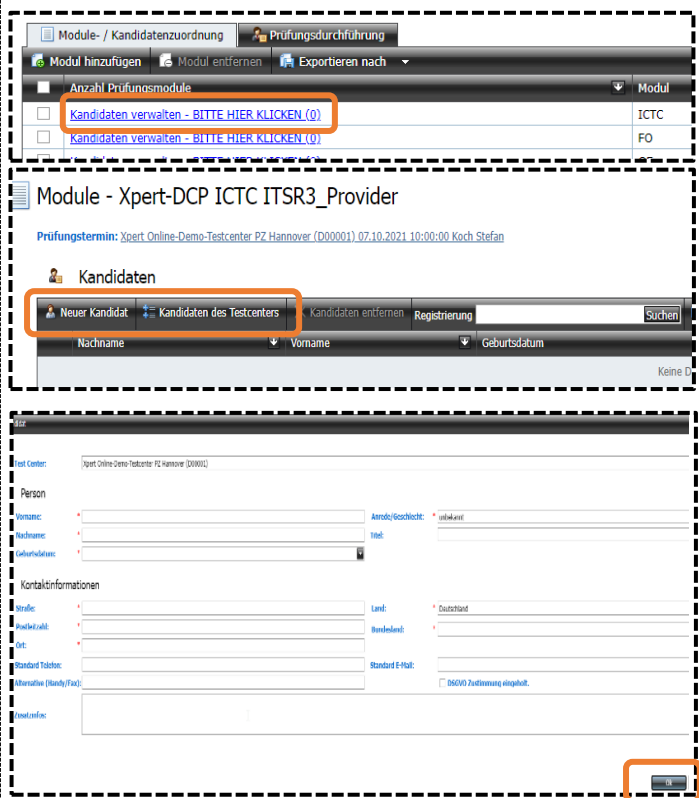 Module- / Kandidatenzuordnung Prüfungsdurchführung
Modul hinzufügen Modul entfernen Exportieren nach
Anzahl Prüfungsmodule Modul
Kandidaten verwalten - BITTE HIER KLICKEN (0) ICTC
Kandidaten verwalten - BITTE HIER KLICKEN (0) FO
Module - Xpert-DCP ICTC ITSR3_Provider
Prüfungstermin: Xpert Online-Demo-Testcenter PZ Hannover (D00001) 07.10.2021 10:00:00 Koch Stefan
Kandidaten
Neuer Kandidat Kandidaten des Testcenters Kandidaten entfernen Registrierung Suchen
Nachname Vorname Geburtsdatum
Keine D
Test Center: Xpert Online-Demo-Testcenter PZ Hannover (D00001)
Person
Vorname: * Anrede/Geschlecht: * unbekannt
Nachname: * Titel:
Geburtsdatum: *
Kontaktinformationen
Straße: * Land: * Deutschland
Postleitzahl: * Bundesland: *
Ort: *
Standard Telefon: Standard E-Mail:
Alternative (Handy/Fax): DSGVO Zustimmung eingeholt.
Zusatzinfos:
OK